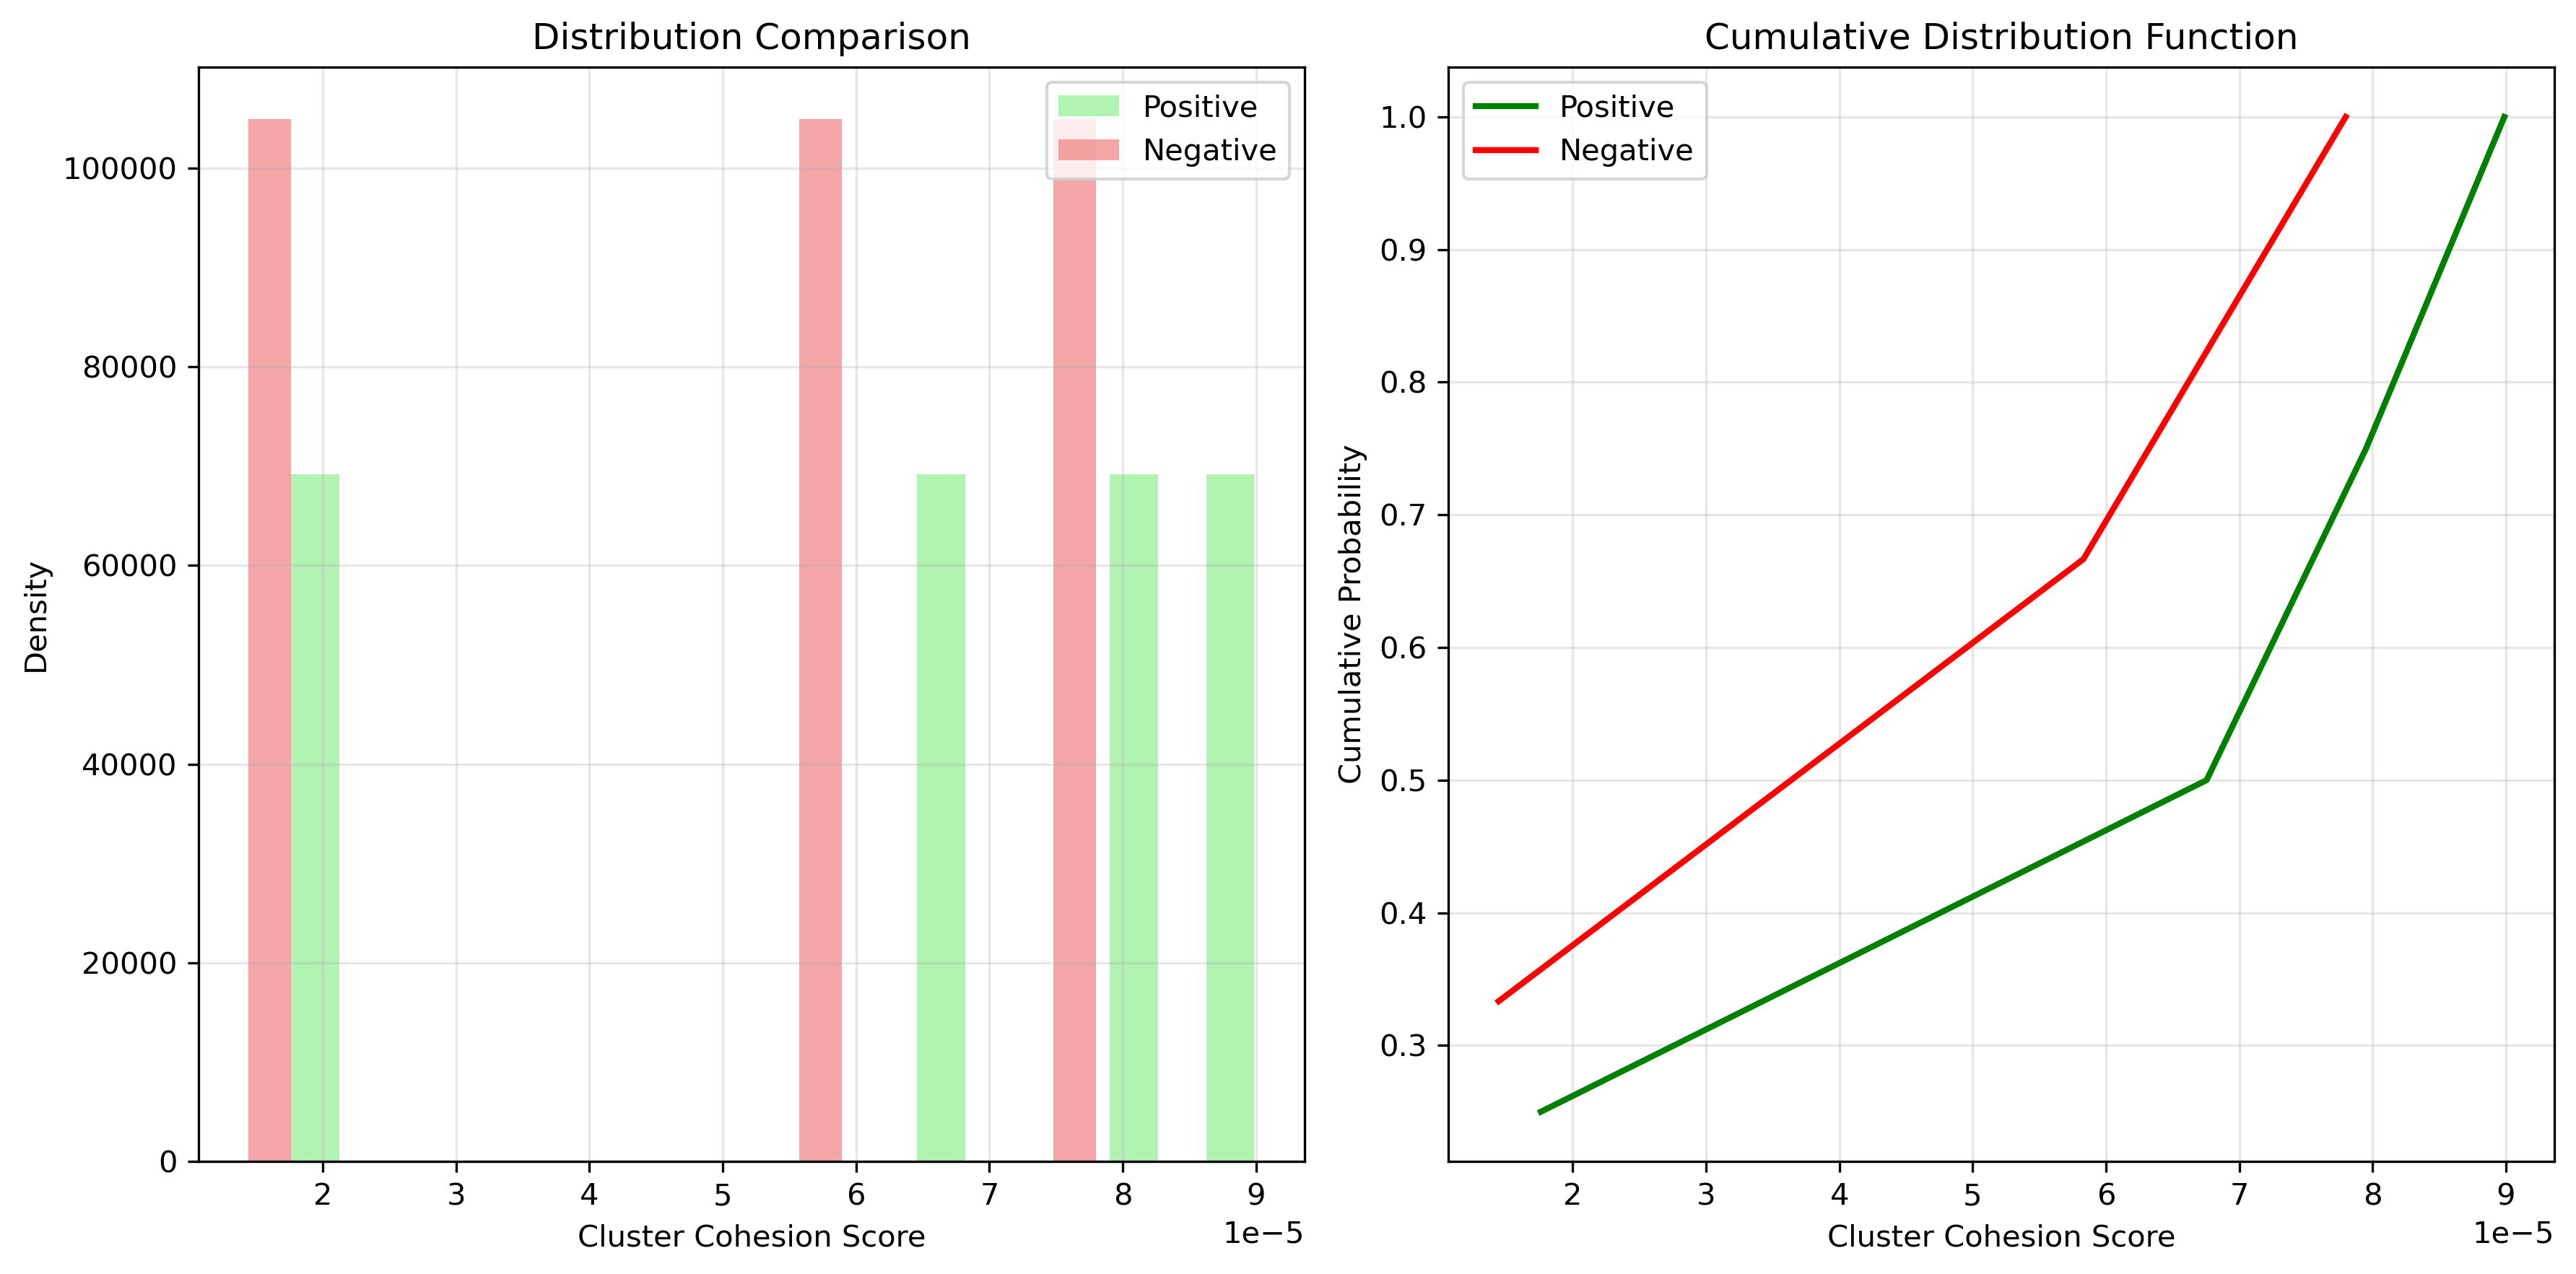 Distribution Comparison
Positive
Negative
100000
80000
60000
40000
20000
0
Density
2 3 4 5 6 7 8 9
1e−5
Cluster Cohesion Score
Cumulative Distribution Function
Positive
Negative
1.0
0.9
0.8
0.7
0.6
0.5
0.4
0.3
Cumulative Probability
2 3 4 5 6 7 8 9
1e−5
Cluster Cohesion Score